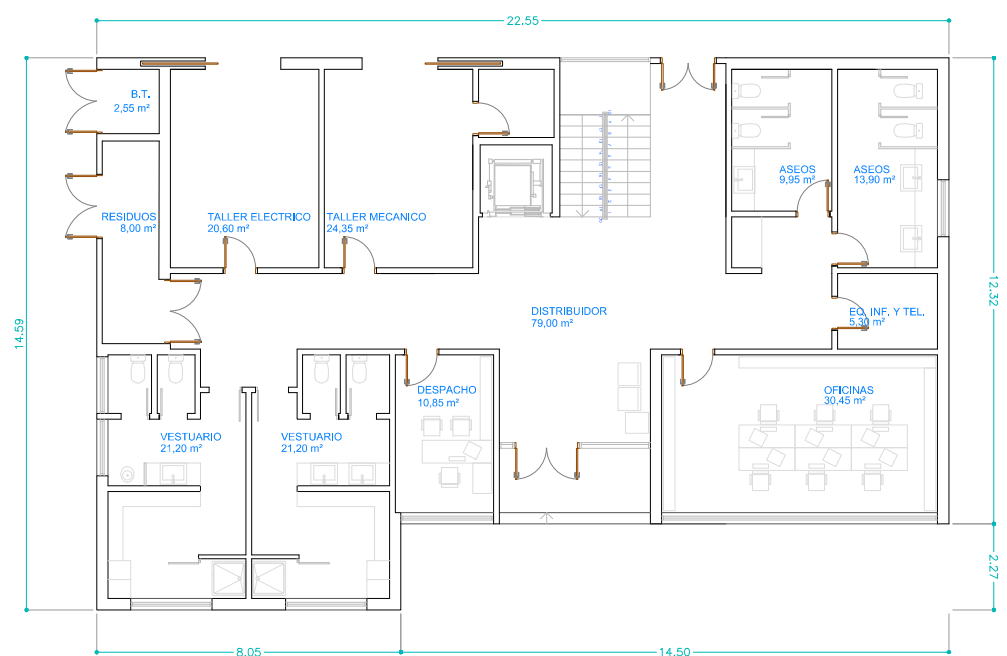 22.55
B.T.
2,55 m²
ASEOS
9,95 m²
ASEOS
13,90 m²
RESIDUOS
8,00 m²
TALLER ELECTRICO
20,60 m²
TALLER MECANICO
24,35 m²
12.32
14.59
DISTRIBUIDOR
79,00 m²
EQ. INF. Y TEL.
5,30 m²
DESPACHO
10,85 m²
OFICINAS
30,45 m²
VESTUARIO
21,20 m²
VESTUARIO
21,20 m²
2.27
8.05
14.50